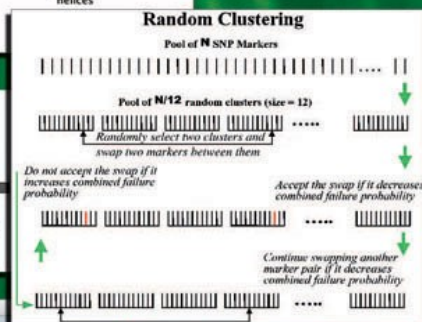 nences
Random Clustering
Pool of N SNP Markers
Pool of N/12 random clusters (size = 12)
Randomly select two clusters and
swap two markers between them
Do not accept the swap if it
increases combined failure
probability
Accept the swap if it decreases
combined failure probability
Continue swapping another
marker pair if it decreases
combined failure probability